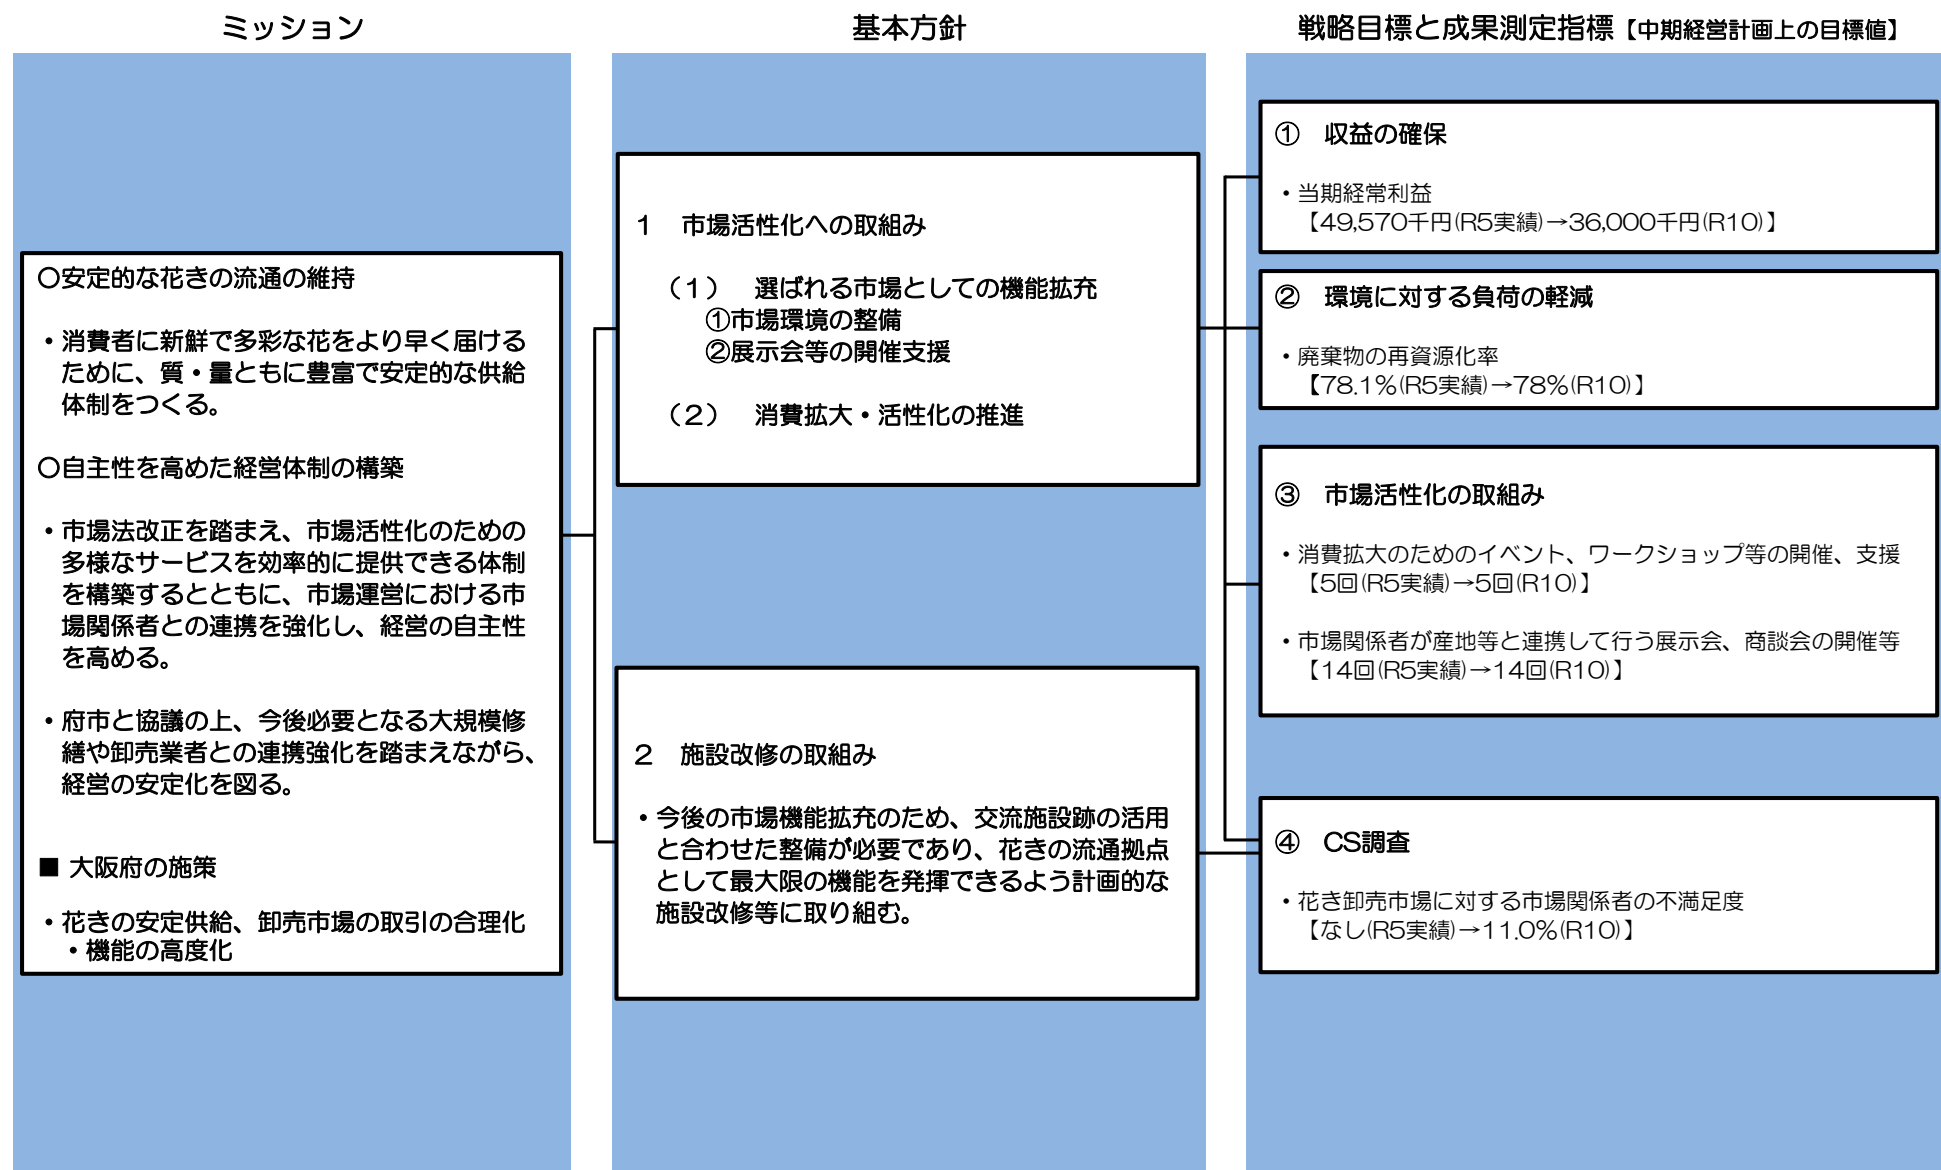 ミッション
○安定的な花きの流通の維持
・消費者に新鮮で多彩な花をより早く届ける
ために、質・量ともに豊富で安定的な供給
体制をつくる。
○自主性を高めた経営体制の構築
・市場法改正を踏まえ、市場活性化のための
多様なサービスを効率的に提供できる体制
を構築するとともに、市場運営における市
場関係者との連携を強化し、経営の自主性
を高める。
・府市と協議の上、今後必要となる大規模修
繕や卸売業者との連携強化を踏まえながら、
経営の安定化を図る。
■ 大阪府の施策
・花きの安定供給、卸売市場の取引の合理化
・機能の高度化
基本方針
１　市場活性化への取組み
（１）　選ばれる市場としての機能拡充
①市場環境の整備
②展示会等の開催支援
（２）　消費拡大・活性化の推進
２　施設改修の取組み
・今後の市場機能拡充のため、交流施設跡の活用
と合わせた整備が必要であり、花きの流通拠点
として最大限の機能を発揮できるよう計画的な
施設改修等に取り組む。
戦略目標と成果測定指標【中期経営計画上の目標値】
①　収益の確保
・当期経常利益
【49,570千円(R5実績)→36,000千円(R10)】
②　環境に対する負荷の軽減
・廃棄物の再資源化率
【78.1％(R5実績)→78％(R10)】
③　市場活性化の取組み
・消費拡大のためのイベント、ワークショップ等の開催、支援
【5回(R5実績)→5回(R10)】
・市場関係者が産地等と連携して行う展示会、商談会の開催等
【14回(R5実績)→14回(R10)】
④　CS調査
・花き卸売市場に対する市場関係者の不満足度
【なし(R5実績)→11.0％(R10)】